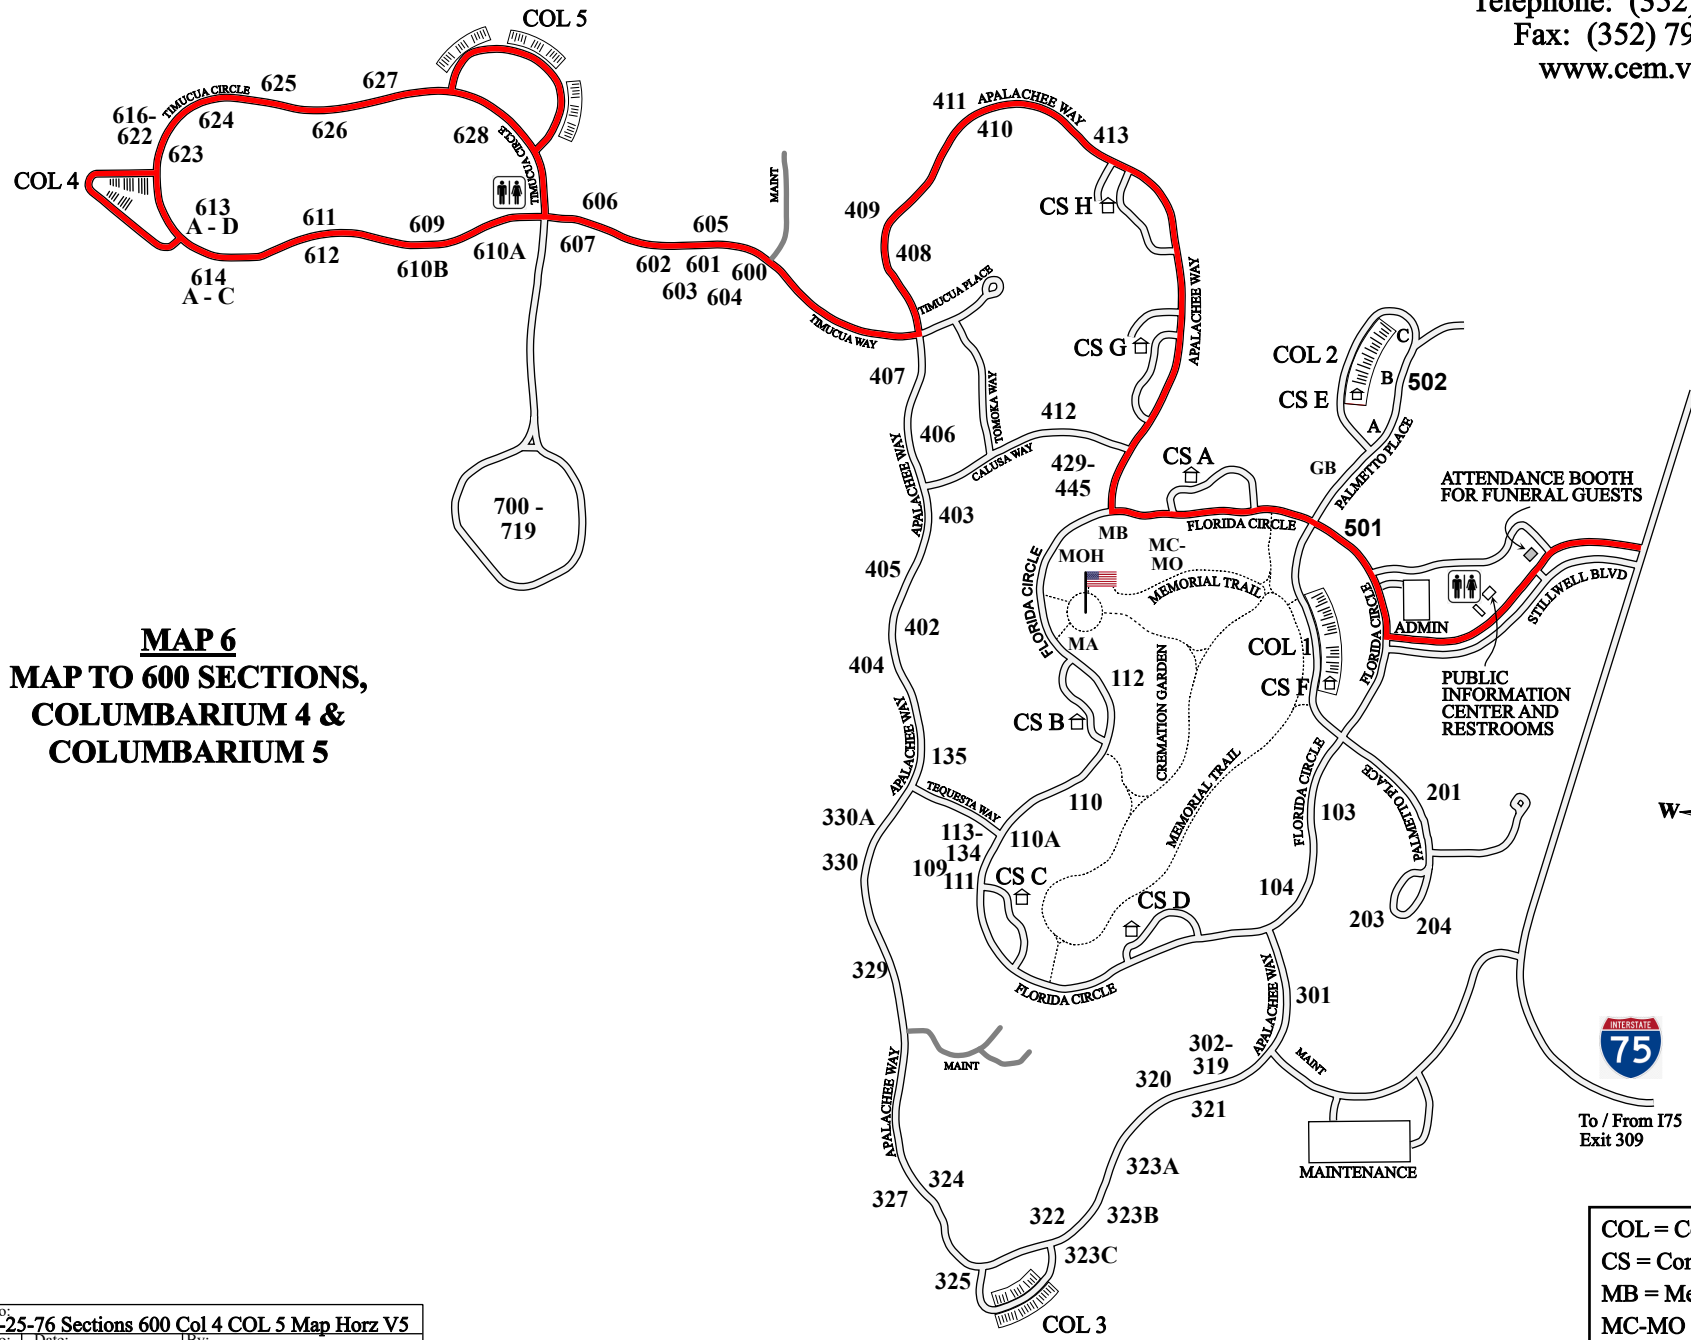 Telephone: (352)
Fax: (352) 79
www.cem.v
COL 5
COL 4
616-
622
TIMUCUA CIRCLE
625
627
624
626
623
628
TIMUCUA CIRCLE
613
A - D
611
609
606
605
614
A - C
612
610B
610A
607
602
601
600
603
604
MAINT
TIMUCUA WAY
700 -
719
411
APALACHEE WAY
410
413
409
408
CS H
TIMUCUA PLACE
APALACHEE WAY
CS G
407
406
TOMOKA WAY
412
CALUSA WAY
429-
445
APALACHEE WAY
403
405
402
404
APALACHEE WAY
135
TEQUESTA WAY
330A
330
113-
134
109
111
110A
110
329
MAINT
APALACHEE WAY
324
327
325
322
COL 3
323C
323B
323A
321
320
302-
319
301
APALACHEE WAY
MAINT
MAINTENANCE
COL 2
CS E
C
B
A
502
GB
PALMETTO PLACE
CS A
FLORIDA CIRCLE
501
MB
MOH
MC-
MO
MEMORIAL TRAIL
FLORIDA CIRCLE
MA
112
CREMATION GARDEN
CS B
COL 1
CS F
MEMORIAL TRAIL
CS C
CS D
FLORIDA CIRCLE
104
103
FLORIDA CIRCLE
PALMETTO PLACE
201
203
204
FLORIDA CIRCLE
ADMIN
ATTENDANCE BOOTH
FOR FUNERAL GUESTS
STILLWELL BLVD
PUBLIC
INFORMATION
CENTER AND
RESTROOMS
W
INTERSTATE
75
To / From I75
Exit 309
MAP 6
MAP TO 600 SECTIONS,
COLUMBARIUM 4 &
COLUMBARIUM 5
-25-76 Sections 600 Col 4 COL 5 Map Horz V5
Date:
By:
COL = C
CS = Cor
MB = Me
MC-MO